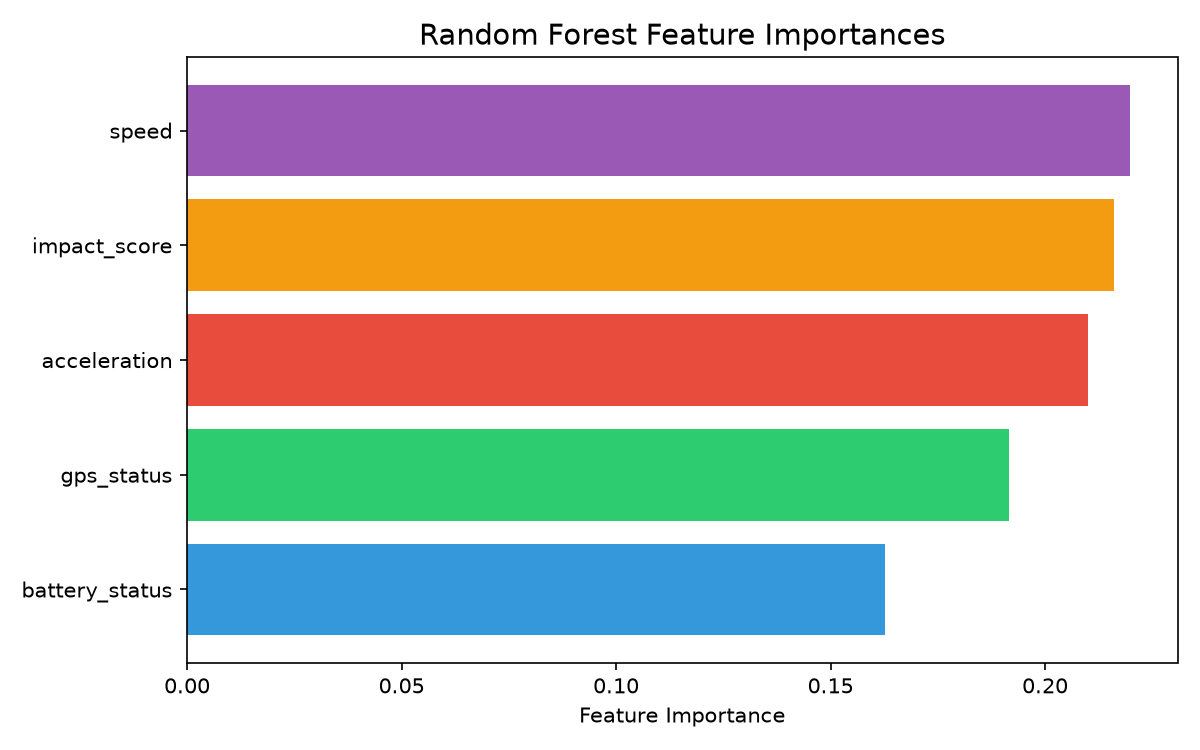 Random Forest Feature Importances
speed
impact_score
acceleration
gps_status
battery_status
0.00 0.05 0.10 0.15 0.20
Feature Importance